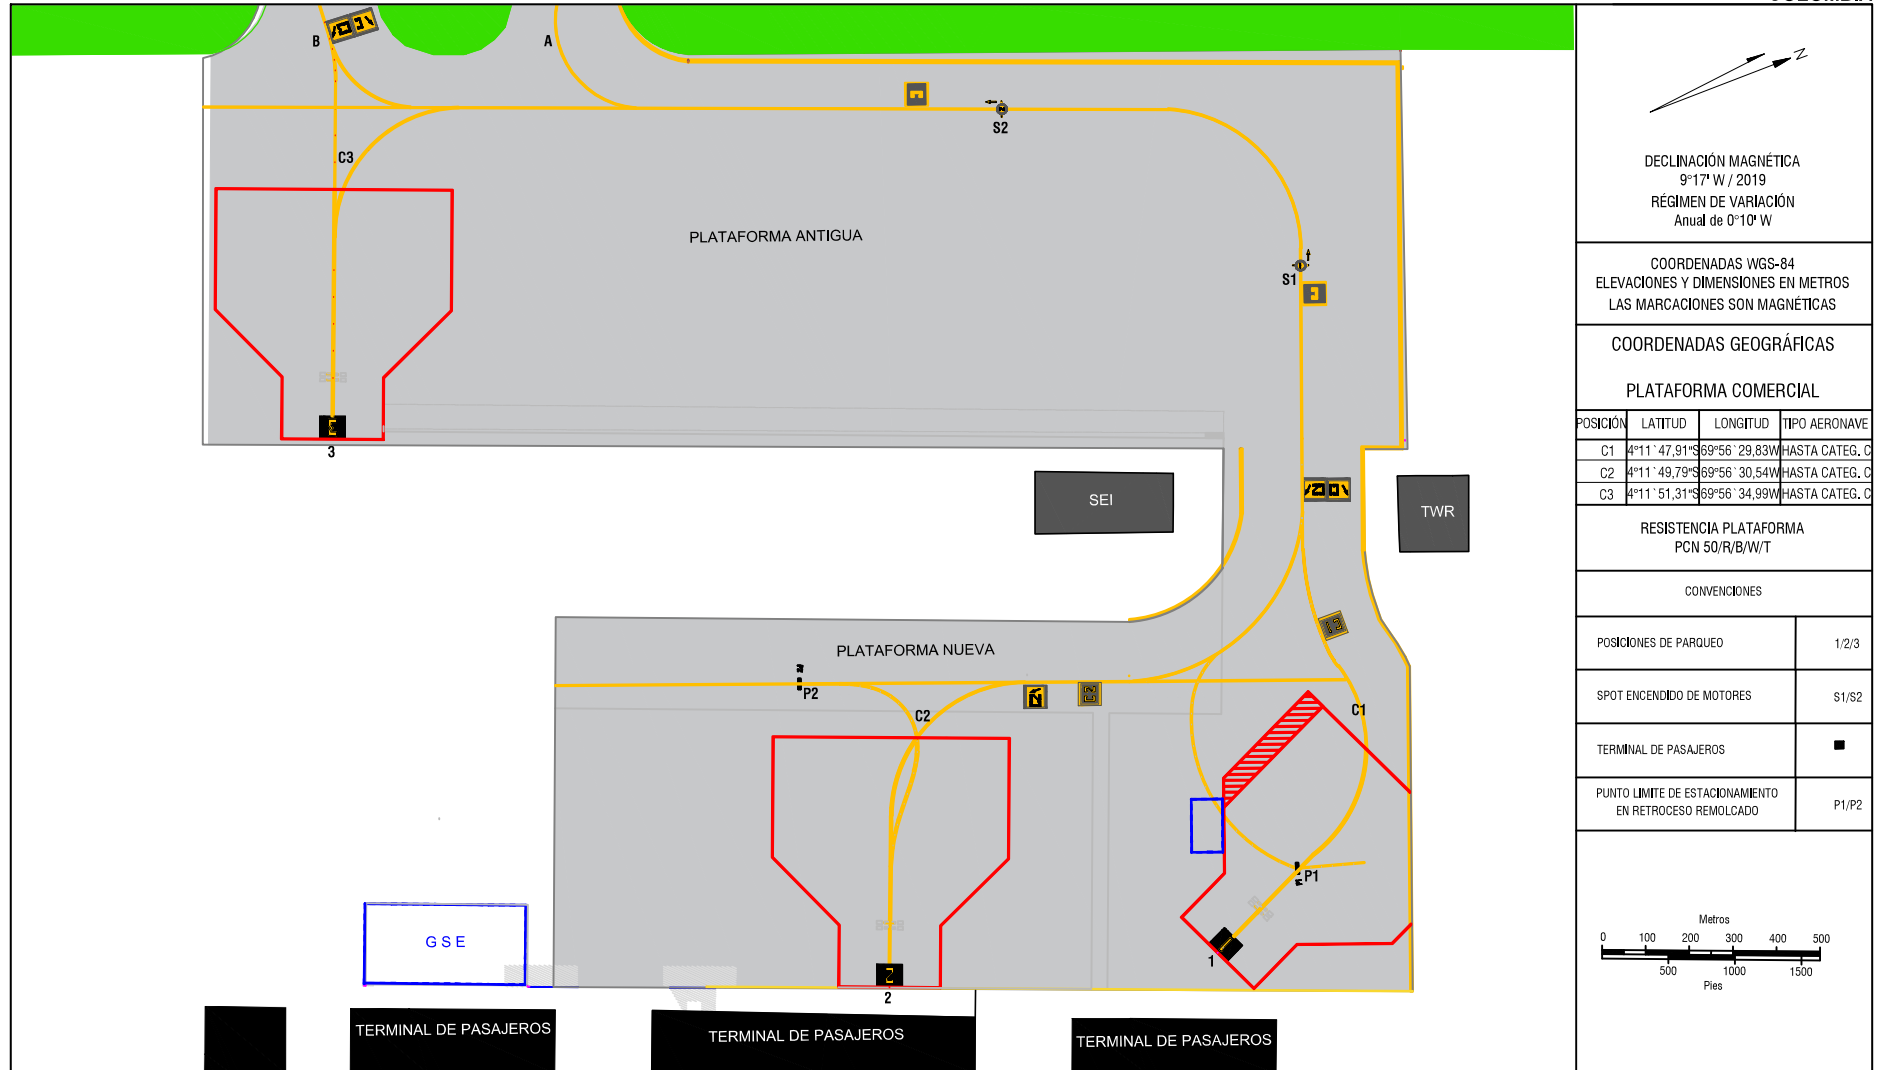 B
A
S2
C3
PLATAFORMA ANTIGUA
S1
3
3
SEI
TWR
PLATAFORMA NUEVA
P2
C2
C1
P1
1
G S E
2
2
TERMINAL DE PASAJEROS
TERMINAL DE PASAJEROS
TERMINAL DE PASAJEROS
N
DECLINACIÓN MAGNÉTICA
9°17' W / 2019
RÉGIMEN DE VARIACIÓN
Anual de 0°10' W
COORDENADAS WGS-84
ELEVACIONES Y DIMENSIONES EN METROS
LAS MARCACIONES SON MAGNÉTICAS
COORDENADAS GEOGRÁFICAS
PLATAFORMA COMERCIAL
POSICIÓN LATITUD LONGITUD TIPO AERONAVE
C1 4°11`47,91"S 69°56`29,83W HASTA CATEG. C
C2 4°11`49,79"S 69°56`30,54W HASTA CATEG. C
C3 4°11`51,31"S 69°56`34,99W HASTA CATEG. C
RESISTENCIA PLATAFORMA
PCN 50/R/B/W/T
CONVENCIONES
POSICIONES DE PARQUEO 1/2/3
SPOT ENCENDIDO DE MOTORES S1/S2
TERMINAL DE PASAJEROS
PUNTO LIMITE DE ESTACIONAMIENTO
EN RETROCESO REMOLCADO P1/P2
Metros
0 100 200 300 400 500
500 1000 1500
Pies